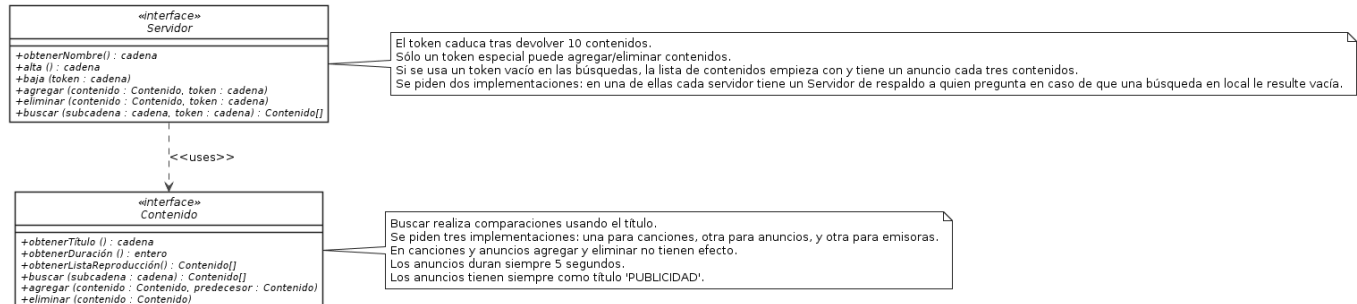 «interface»
Servidor
+obtenerNombre() : cadena
+alta () : cadena
+baja (token : cadena)
+agregar (contenido : Contenido, token : cadena)
+eliminar (contenido : Contenido, token : cadena)
+buscar (subcadena : cadena, token : cadena) : Contenido[]
El token caduca tras devolver 10 contenidos.
Sólo un token especial puede agregar/eliminar contenidos.
Si se usa un token vacío en las búsquedas, la lista de contenidos empieza con y tiene un anuncio cada tres contenidos.
Se piden dos implementaciones: en una de ellas cada servidor tiene un Servidor de respaldo a quien pregunta en caso de que una búsqueda en local le resulte vacía.
<<uses>>
«interface»
Contenido
+obtenerTítulo () : cadena
+obtenerDuración () : entero
+obtenerListaReproducción() : Contenido[]
+buscar (subcadena : cadena) : Contenido[]
+agregar (contenido : Contenido, predecesor : Contenido)
+eliminar (contenido : Contenido)
Buscar realiza comparaciones usando el título.
Se piden tres implementaciones: una para canciones, otra para anuncios, y otra para emisoras.
En canciones y anuncios agregar y eliminar no tienen efecto.
Los anuncios duran siempre 5 segundos.
Los anuncios tienen siempre como título 'PUBLICIDAD'.